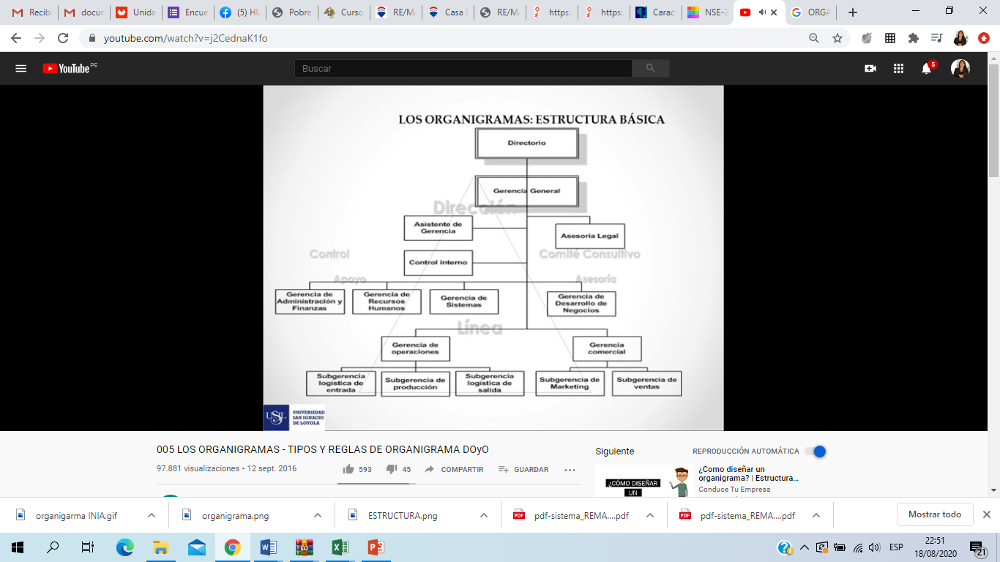 Recibi
docum
Unida
Encue
(5) HU
Pobre
Curso
RE/MA
Casa E
RE/MA
https:
https:
Caract
NSE-2
ORGA
youtube.com/watch?v=j2CednaK1fo
YouTube PE
Buscar
5
LOS ORGANIGRAMAS: ESTRUCTURA BÁSICA
Directorio
Gerencia General
Dirección
Asistente de
Gerencia
Asesoría Legal
Control
Comité Consultivo
Control interno
Apoyo
Asesoría
Gerencia de
Administración y
Finanzas
Gerencia de
Recursos
Humanos
Gerencia de
Sistemas
Gerencia de
Desarrollo de
Negocios
Línea
Gerencia de
operaciones
Gerencia
comercial
Subgerencia
logística de
entrada
Subgerencia de
producción
Subgerencia
logística de
salida
Subgerencia de
Marketing
Subgerencia de
ventas
USIL
UNIVERSIDAD
SAN IGNACIO
DE LOYOLA
005 LOS ORGANIGRAMAS - TIPOS Y REGLAS DE ORGANIGRAMA DOyO
97.881 visualizaciones • 12 sept. 2016
593
45
COMPARTIR
GUARDAR
Siguiente
REPRODUCCIÓN AUTOMÁTICA
¿CÓMO DISEÑAR
UN
¿Como diseñar un
organigrama? | Estructura...
Conduce Tu Empresa
organigarma INIA.gif
organigrama.png
ESTRUCTURA.png
PDF
pdf-sistema_REMA....pdf
PDF
pdf-sistema_REMA....pdf
Mostrar todo
ESP
22:51
18/08/2020
21